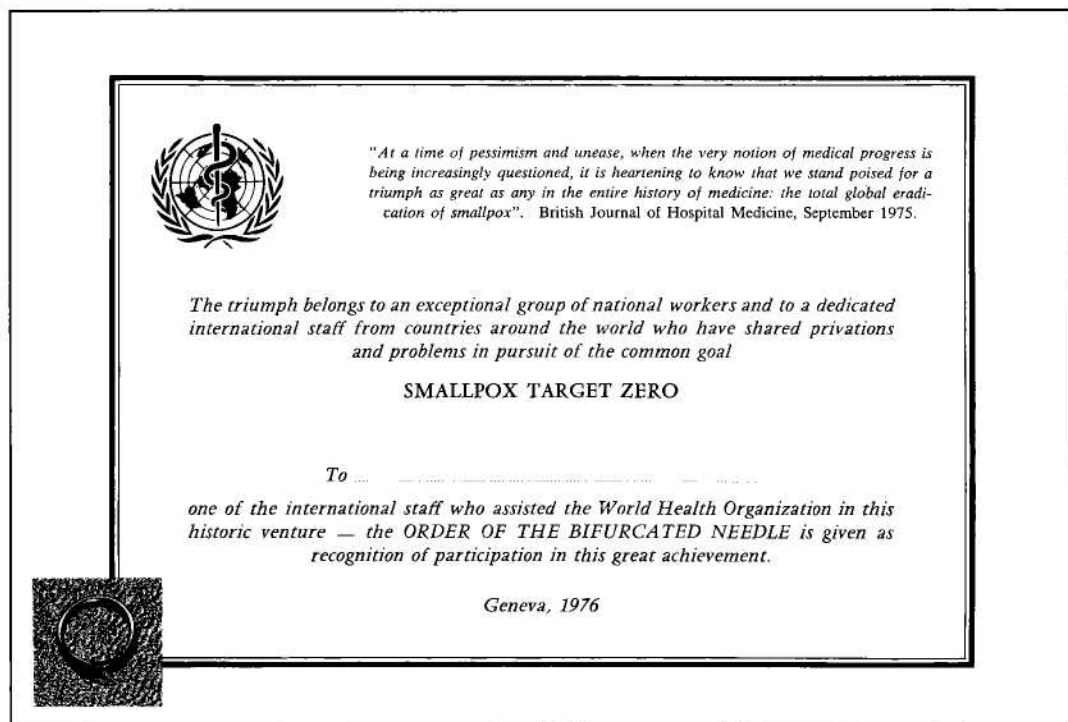 "At a time of pessimism and unease, when the very notion of medical progress is
being increasingly questioned, it is heartening to know that we stand poised for a
triumph as great as any in the entire history of medicine: the total global eradi-
cation of smallpox". British Journal of Hospital Medicine, September 1975.
The triumph belongs to an exceptional group of national workers and to a dedicated
international staff from countries around the world who have shared privations
and problems in pursuit of the common goal
SMALLPOX TARGET ZERO
To
one of the international staff who assisted the World Health Organization in this
historic venture — the ORDER OF THE BIFURCATED NEEDLE is given as
recognition of participation in this great achievement.
Geneva, 1976